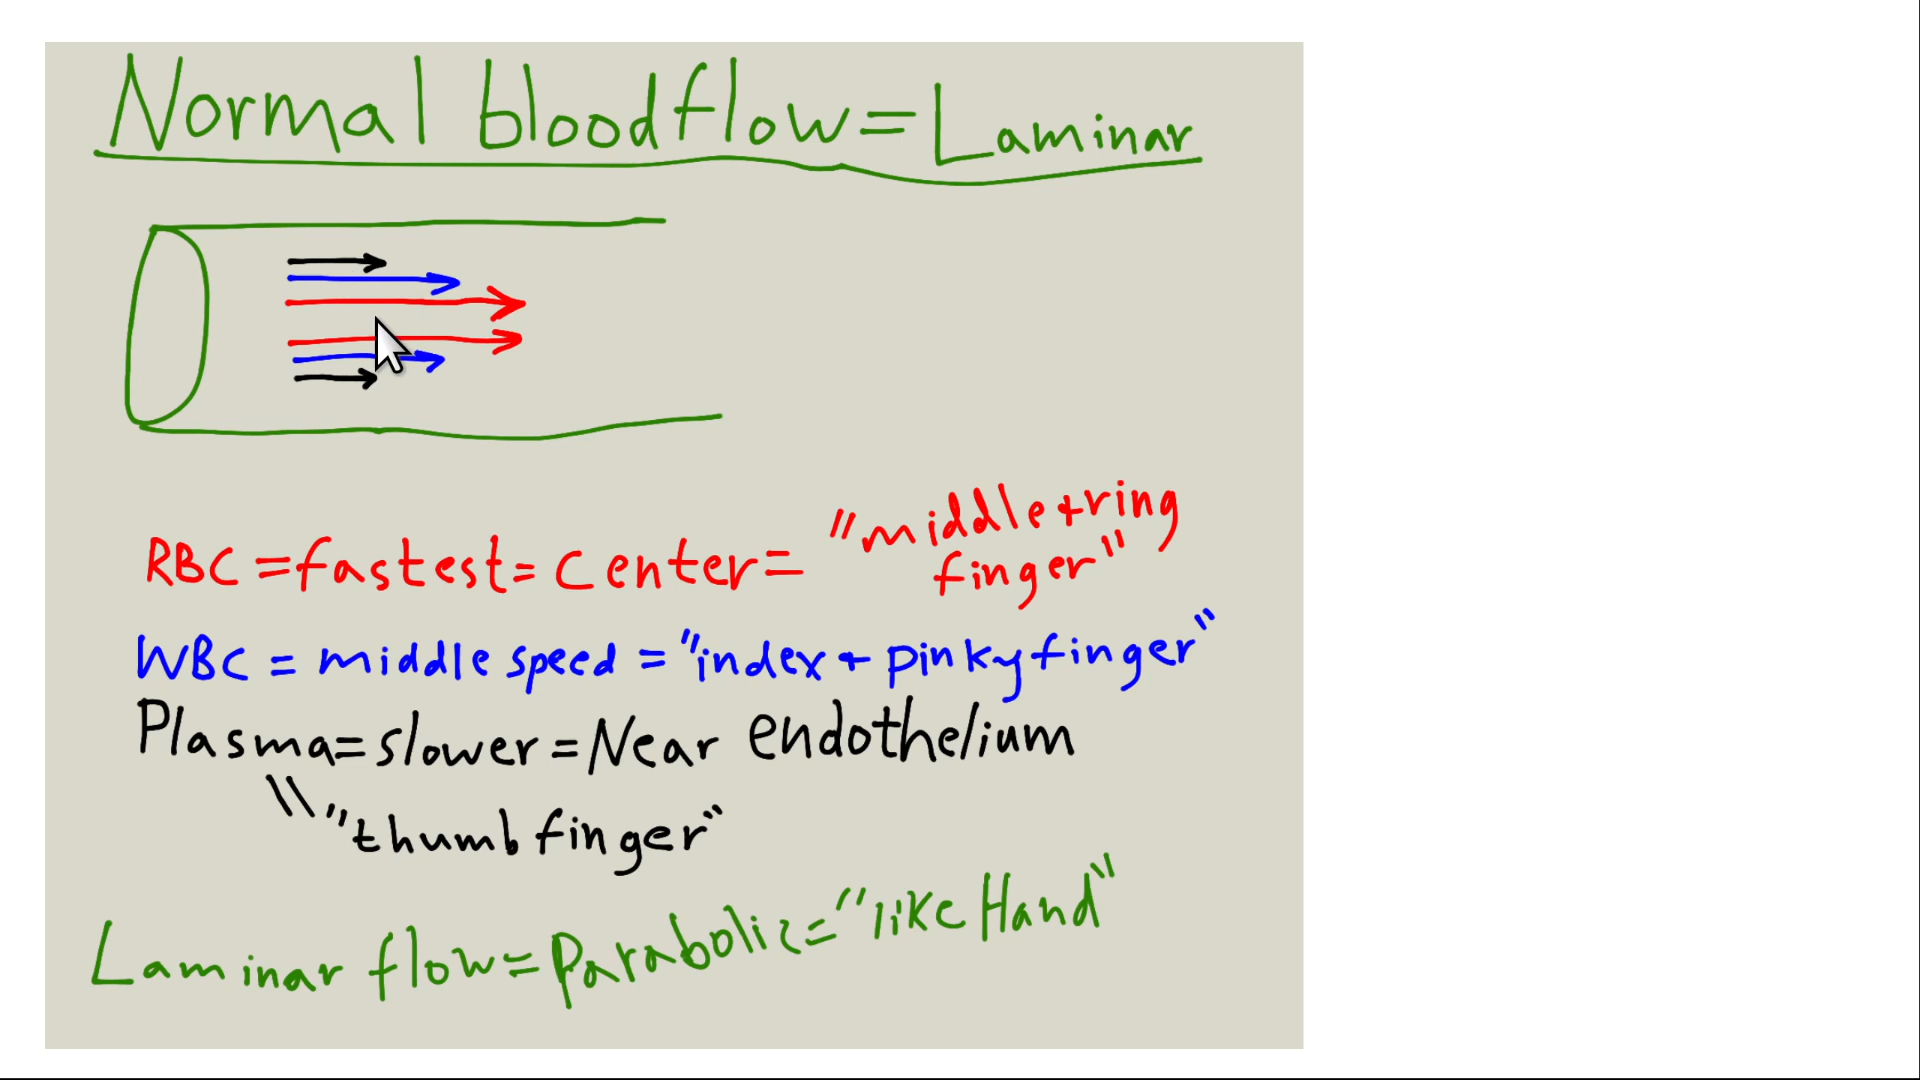 Normal bloodflow=Laminar
RBC=fastest=center= "middle+ring
finger"
WBC = middle speed = "index + pinky finger"
Plasma=slower=Near endothelium
\\ "thumb finger"
Laminar flow=Parabolic="like Hand"